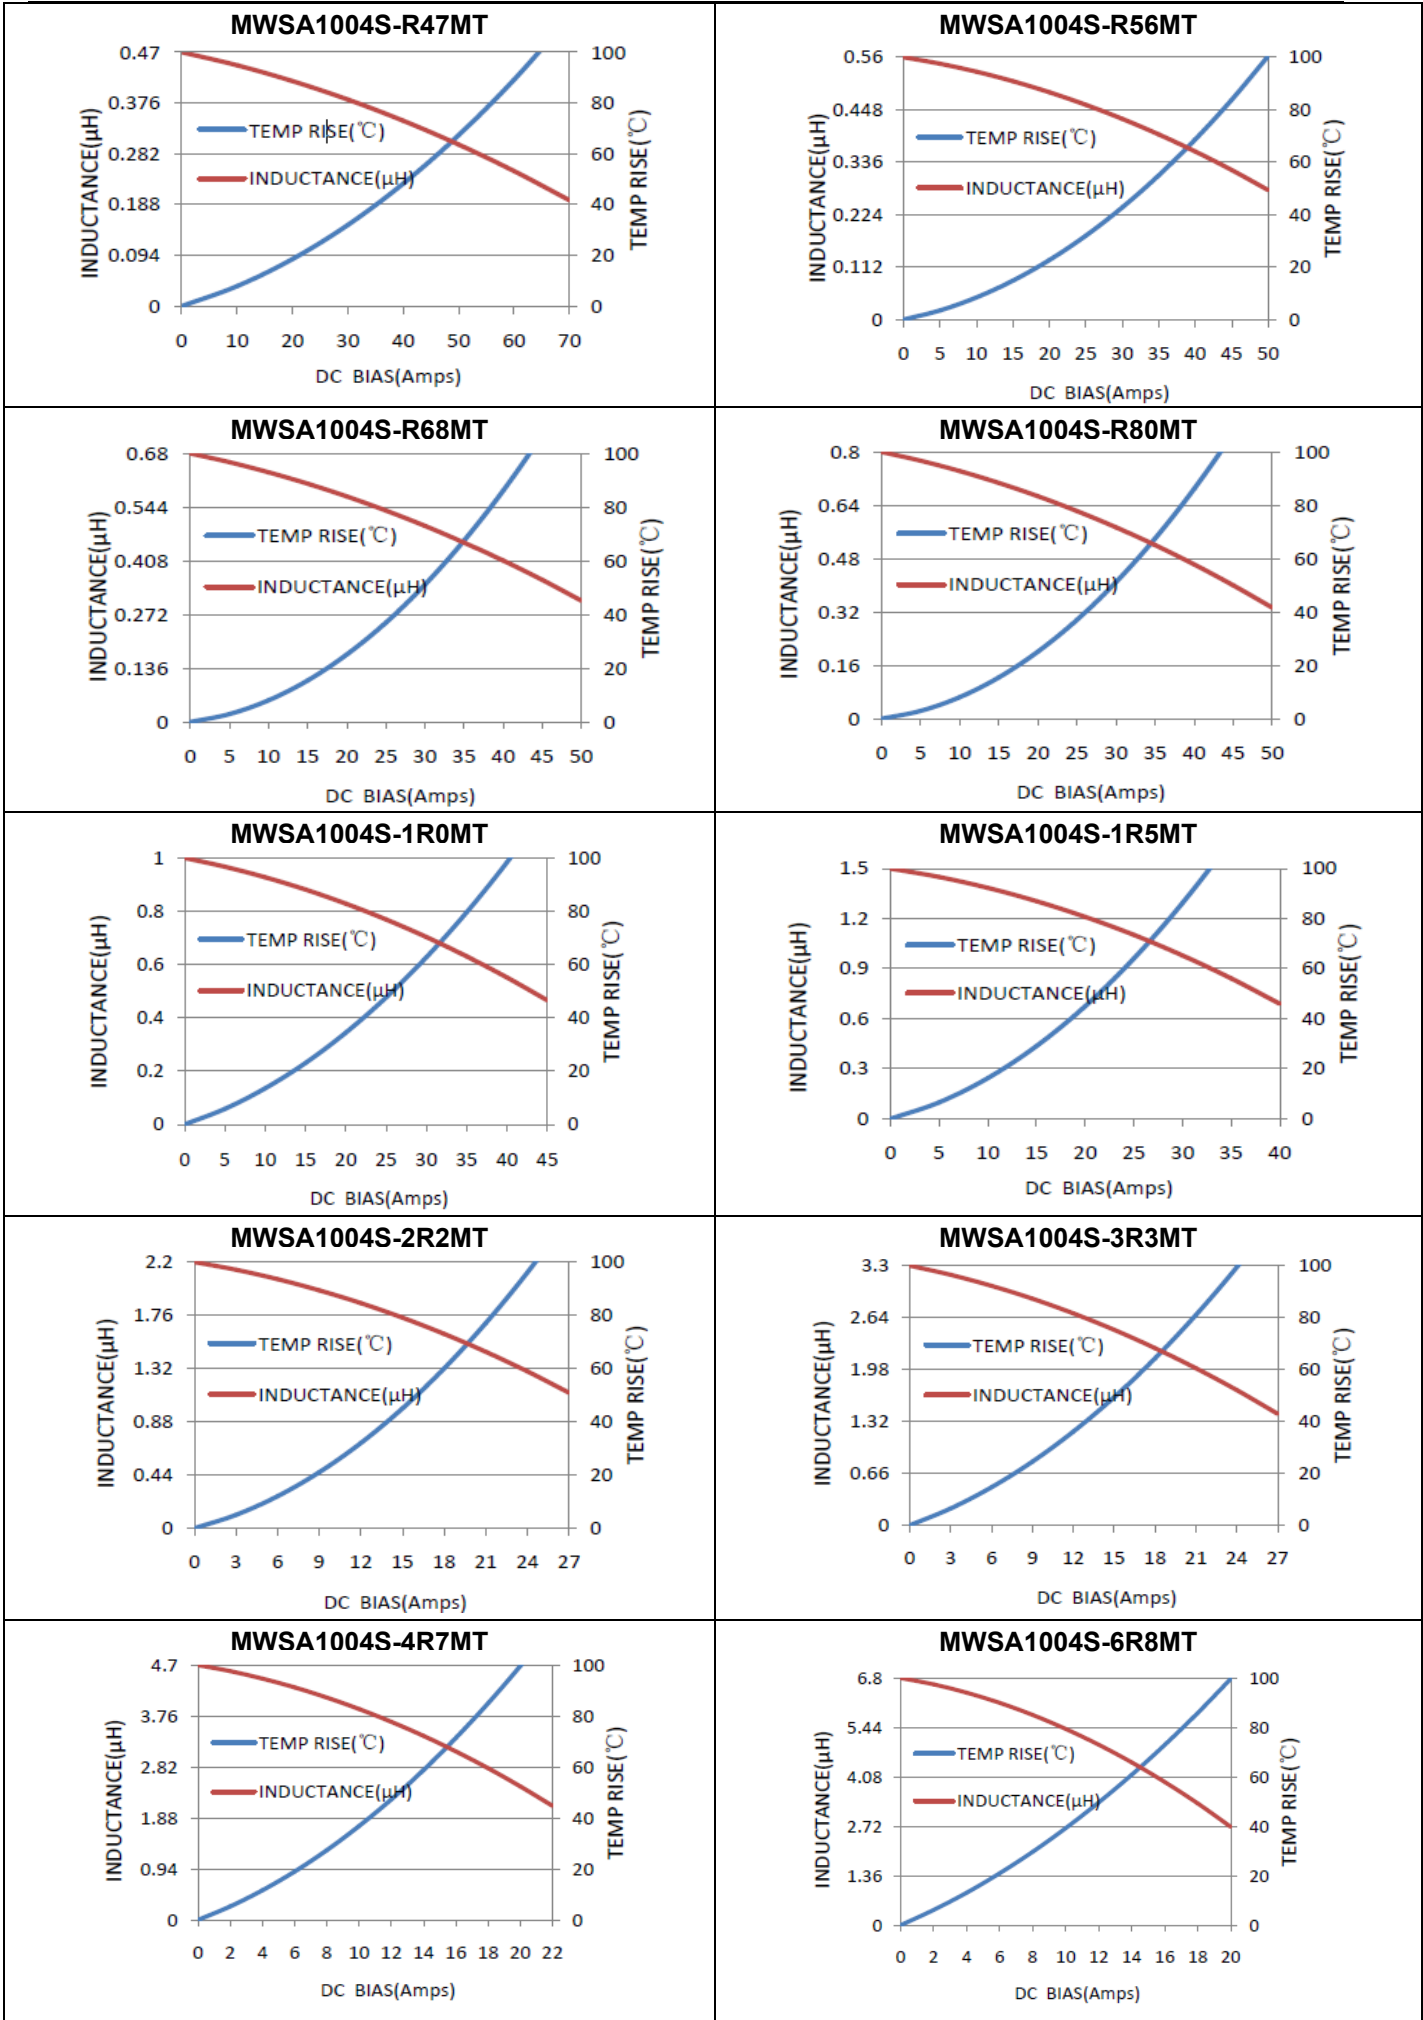 MWSA1004S-R47MT
0.47
0.376
0.282
0.188
0.094
0
100
80
60
40
20
0
INDUCTANCE(μH)
TEMP RISE(℃)
TEMP RISE(℃)
INDUCTANCE(μH)
0 10 20 30 40 50 60 70
DC BIAS(Amps)
MWSA1004S-R56MT
0.56
0.448
0.336
0.224
0.112
0
100
80
60
40
20
0
INDUCTANCE(μH)
TEMP RISE(℃)
TEMP RISE(℃)
INDUCTANCE(μH)
0 5 10 15 20 25 30 35 40 45 50
DC BIAS(Amps)
MWSA1004S-R68MT
0.68
0.544
0.408
0.272
0.136
0
100
80
60
40
20
0
INDUCTANCE(μH)
TEMP RISE(℃)
TEMP RISE(℃)
INDUCTANCE(μH)
0 5 10 15 20 25 30 35 40 45 50
DC BIAS(Amps)
MWSA1004S-R80MT
0.8
0.64
0.48
0.32
0.16
0
100
80
60
40
20
0
INDUCTANCE(μH)
TEMP RISE(℃)
TEMP RISE(℃)
INDUCTANCE(μH)
0 5 10 15 20 25 30 35 40 45 50
DC BIAS(Amps)
MWSA1004S-1R0MT
1
0.8
0.6
0.4
0.2
0
100
80
60
40
20
0
INDUCTANCE(μH)
TEMP RISE(℃)
TEMP RISE(℃)
INDUCTANCE(μH)
0 5 10 15 20 25 30 35 40 45
DC BIAS(Amps)
MWSA1004S-1R5MT
1.5
1.2
0.9
0.6
0.3
0
100
80
60
40
20
0
INDUCTANCE(μH)
TEMP RISE(℃)
TEMP RISE(℃)
INDUCTANCE(μH)
0 5 10 15 20 25 30 35 40
DC BIAS(Amps)
MWSA1004S-2R2MT
2.2
1.76
1.32
0.88
0.44
0
100
80
60
40
20
0
INDUCTANCE(μH)
TEMP RISE(℃)
TEMP RISE(℃)
INDUCTANCE(μH)
0 3 6 9 12 15 18 21 24 27
DC BIAS(Amps)
MWSA1004S-3R3MT
3.3
2.64
1.98
1.32
0.66
0
100
80
60
40
20
0
INDUCTANCE(μH)
TEMP RISE(℃)
TEMP RISE(℃)
INDUCTANCE(μH)
0 3 6 9 12 15 18 21 24 27
DC BIAS(Amps)
MWSA1004S-4R7MT
4.7
3.76
2.82
1.88
0.94
0
100
80
60
40
20
0
INDUCTANCE(μH)
TEMP RISE(℃)
TEMP RISE(℃)
INDUCTANCE(μH)
0 2 4 6 8 10 12 14 16 18 20 22
DC BIAS(Amps)
MWSA1004S-6R8MT
6.8
5.44
4.08
2.72
1.36
0
100
80
60
40
20
0
INDUCTANCE(μH)
TEMP RISE(℃)
TEMP RISE(℃)
INDUCTANCE(μH)
0 2 4 6 8 10 12 14 16 18 20
DC BIAS(Amps)